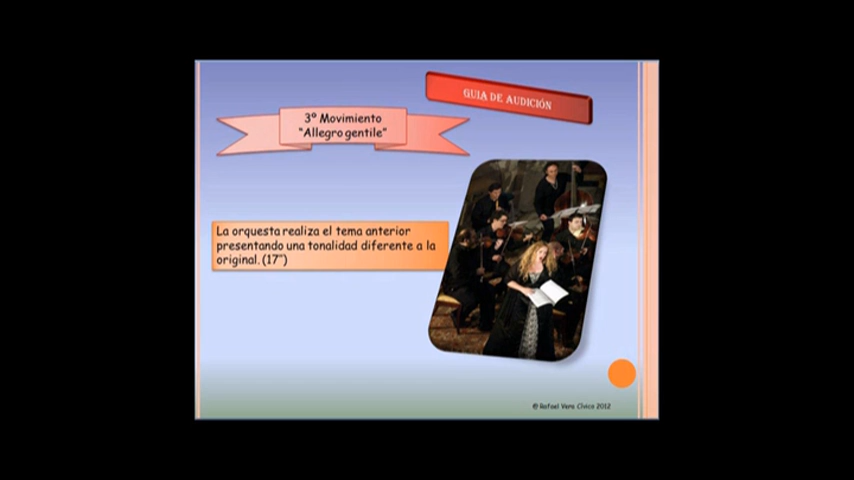 GUIA DE AUDICIÓN
3º Movimiento
“Allegro gentile”
La orquesta realiza el tema anterior
presentando una tonalidad diferente a la
original. (17”)
© Rafael Vera Chica 2012